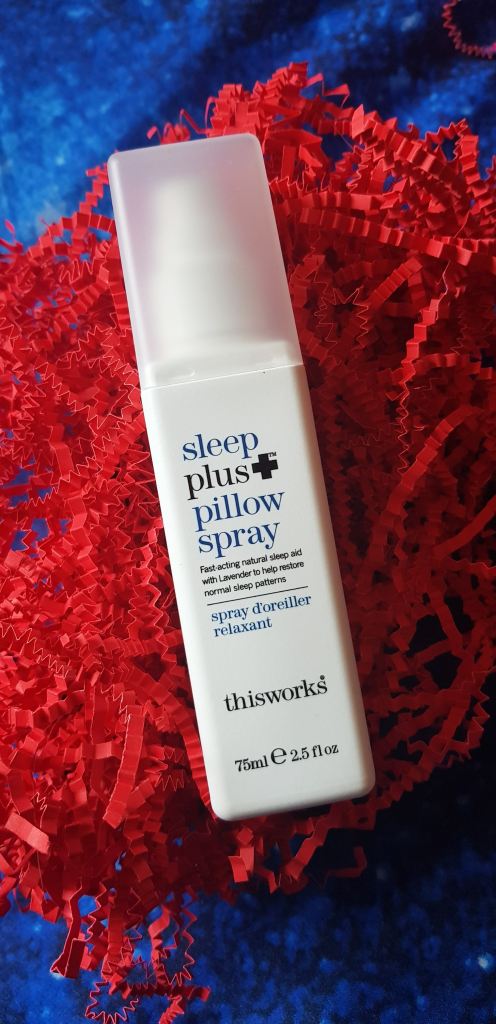 sleep
plus+™
pillow
spray
Fast-acting natural sleep aid
with Lavender to help restore
normal sleep patterns
spray d'oreiller
relaxant
thisworks®
75ml ℮ 2.5 fl oz